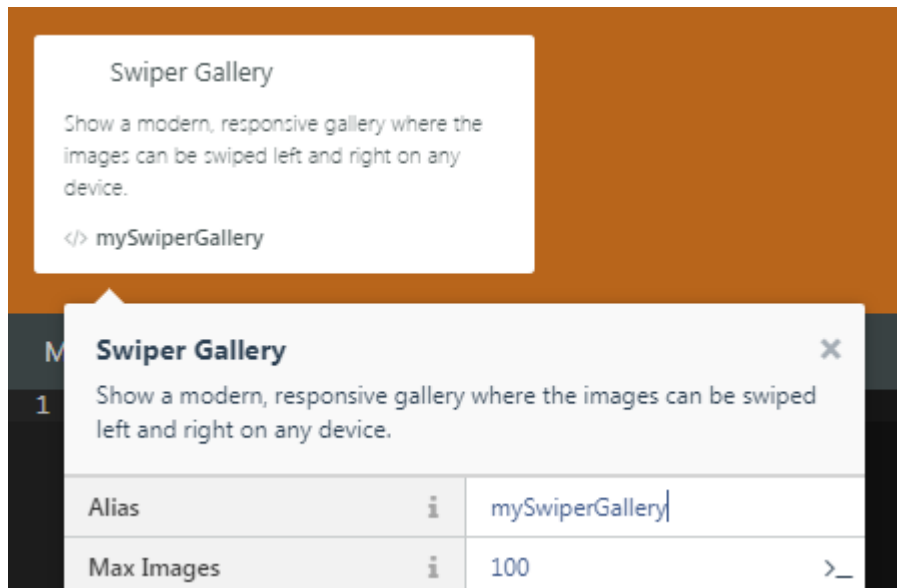 Swiper Gallery
Show a modern, responsive gallery where the
images can be swiped left and right on any
device.
</> mySwiperGallery
M
Swiper Gallery
Show a modern, responsive gallery where the images can be swiped
left and right on any device.
1
Alias i mySwiperGallery
Max Images i 100 >_